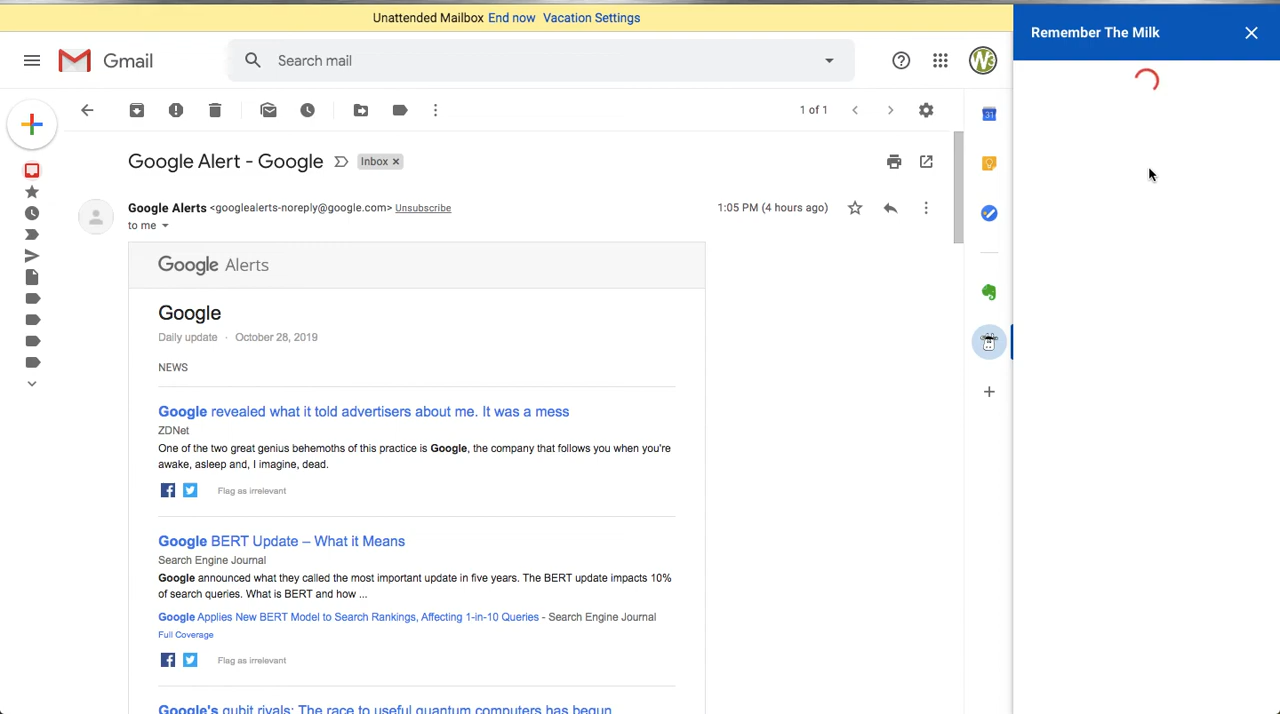 Unattended Mailbox End now Vacation Settings
Remember The Milk
Gmail
Search mail
1 of 1
31
Google Alert - Google
Inbox ×
Google Alerts <googlealerts-noreply@google.com> Unsubscribe
1:05 PM (4 hours ago)
to me
Google Alerts
Google
Daily update · October 28, 2019
NEWS
Google revealed what it told advertisers about me. It was a mess
ZDNet
One of the two great genius behemoths of this practice is Google, the company that follows you when you're
awake, asleep and, I imagine, dead.
Flag as irrelevant
Google BERT Update – What it Means
Search Engine Journal
Google announced what they called the most important update in five years. The BERT update impacts 10%
of search queries. What is BERT and how ...
Google Applies New BERT Model to Search Rankings, Affecting 1-in-10 Queries - Search Engine Journal
Full Coverage
Flag as irrelevant
Google's qubit rivals: The race to useful quantum computers has begun